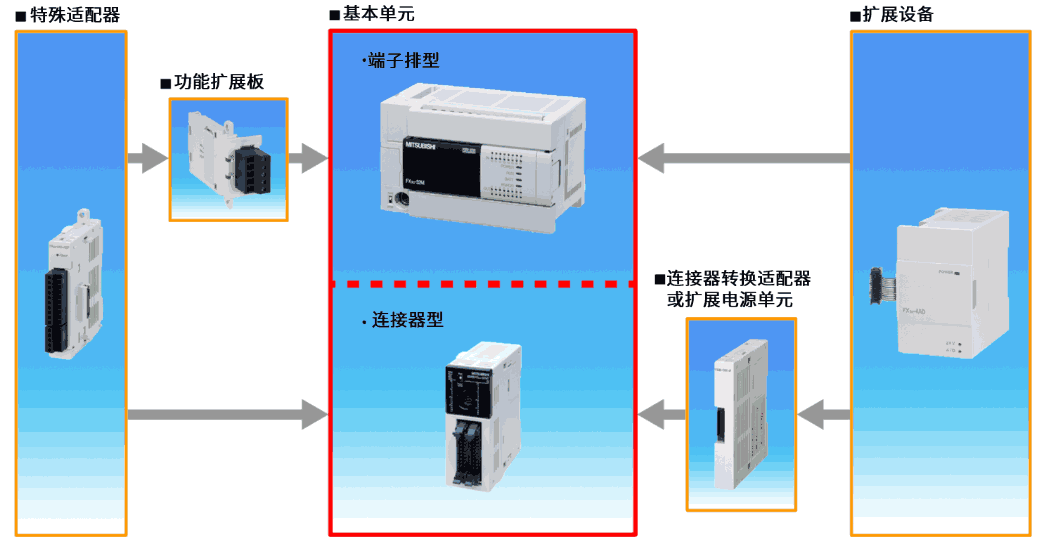 ■ 特殊适配器
■ 基本单元
■ 扩展设备
■ 功能扩展板
·端子排型
MITSUBISHI
■ 连接器转换适配器
或扩展电源单元
· 连接器型